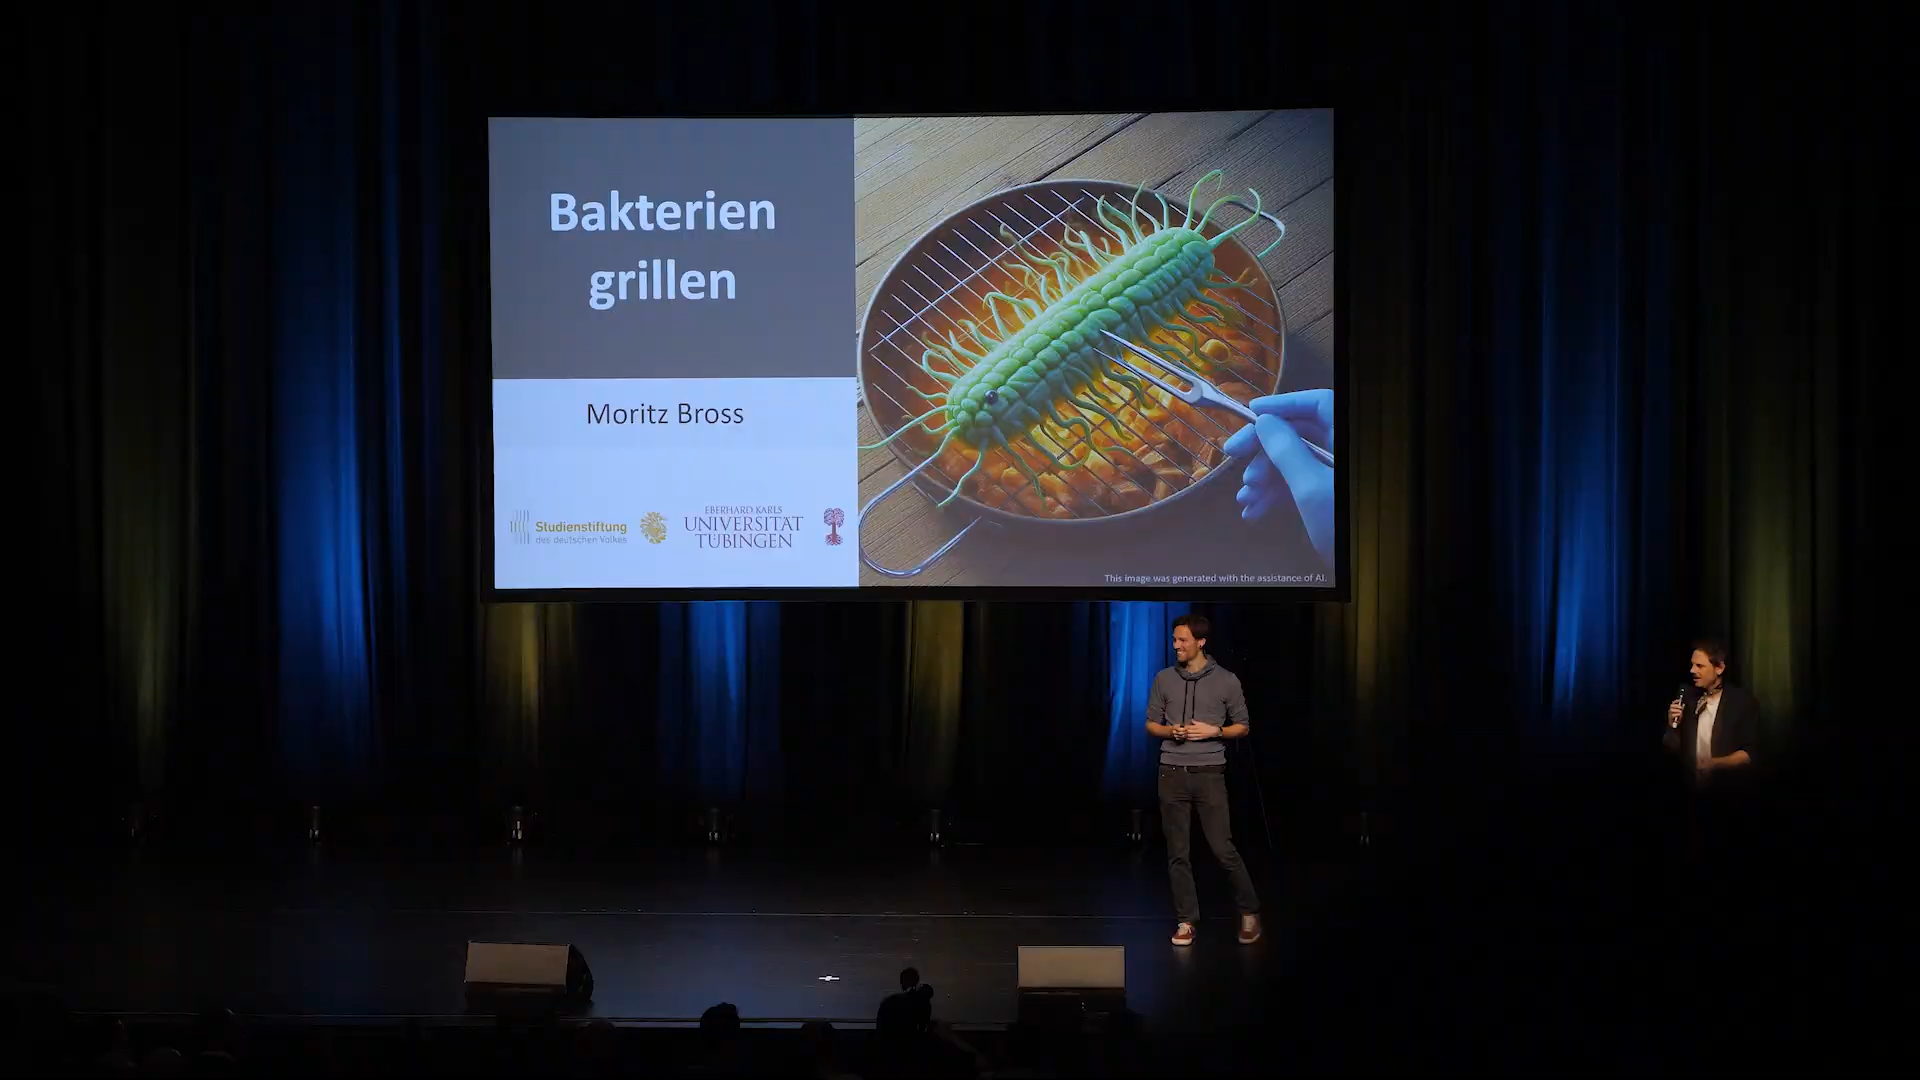 Bakterien
grillen
Moritz Bross
Studienstiftung
des deutschen Volkes
EBERHARD KARLS
UNIVERSITÄT
TÜBINGEN
This image was generated with the assistance of AI.